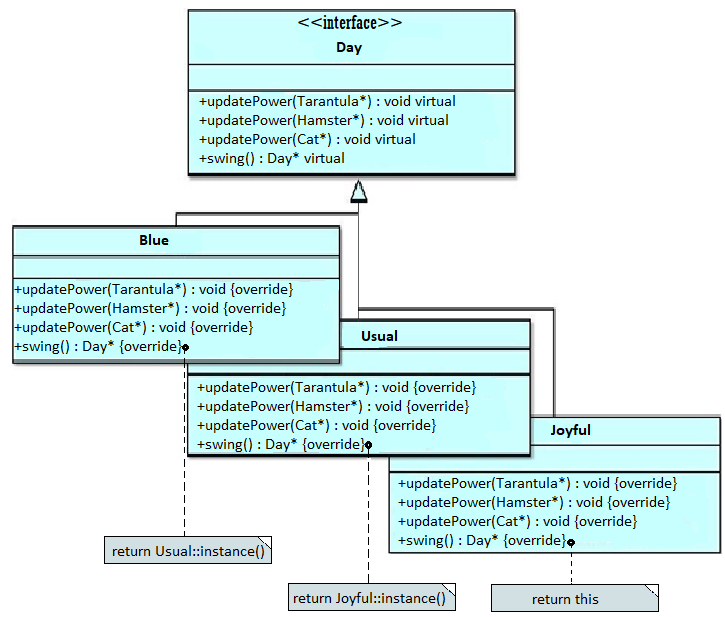 <<interface>>
Day
+updatePower(Tarantula*) : void virtual
+updatePower(Hamster*) : void virtual
+updatePower(Cat*) : void virtual
+swing() : Day* virtual
Blue
+updatePower(Tarantula*) : void {override}
+updatePower(Hamster*) : void {override}
+updatePower(Cat*) : void {override}
+swing() : Day* {override}
Usual
+updatePower(Tarantula*) : void {override}
+updatePower(Hamster*) : void {override}
+updatePower(Cat*) : void {override}
+swing() : Day* {override}
Joyful
+updatePower(Tarantula*) : void {override}
+updatePower(Hamster*) : void {override}
+updatePower(Cat*) : void {override}
+swing() : Day* {override}
return Usual::instance()
return Joyful::instance()
return this